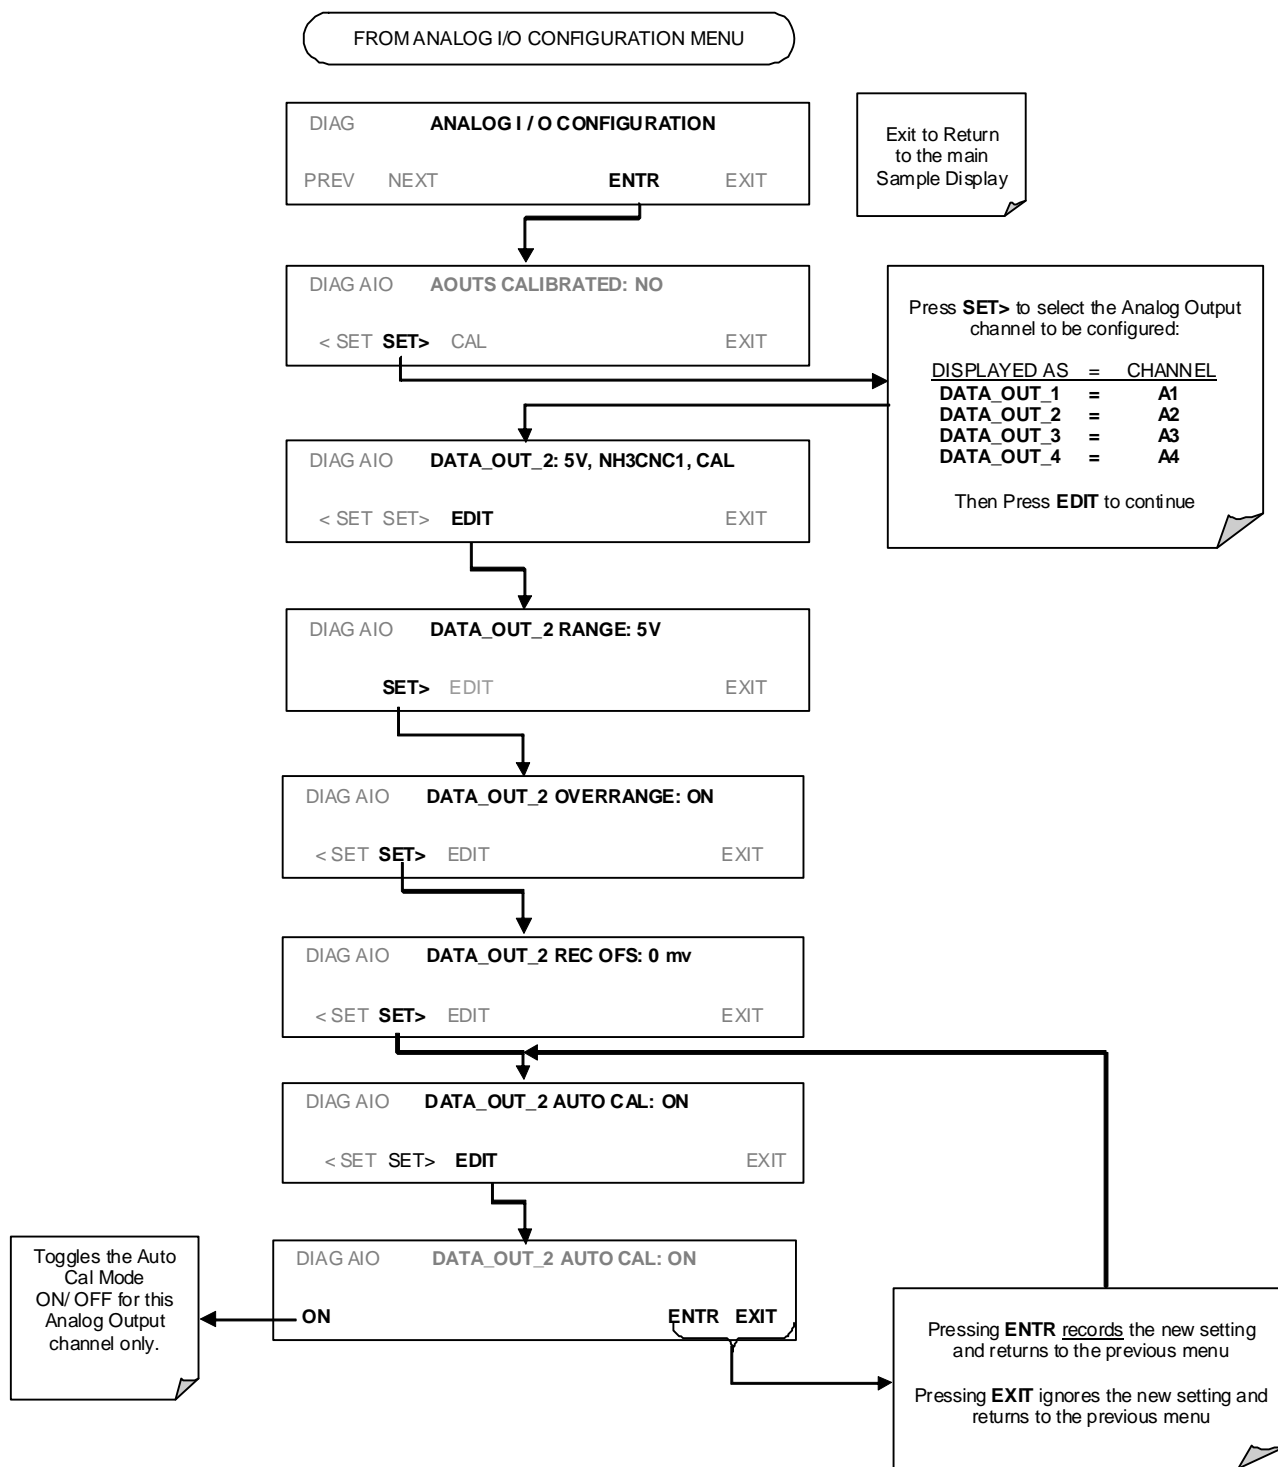 FROM ANALOG I/O CONFIGURATION MENU
DIAG ANALOG I / O CONFIGURATION
PREV NEXT ENTR EXIT
Exit to Return
to the main
Sample Display
DIAG AIO AOUTS CALIBRATED: NO
< SET SET> CAL EXIT
Press SET> to select the Analog Output
channel to be configured:
DISPLAYED AS = CHANNEL
DATA_OUT_1 = A1
DATA_OUT_2 = A2
DATA_OUT_3 = A3
DATA_OUT_4 = A4
Then Press EDIT to continue
DIAG AIO DATA_OUT_2: 5V, NH3CNC1, CAL
< SET SET> EDIT EXIT
DIAG AIO DATA_OUT_2 RANGE: 5V
SET> EDIT EXIT
DIAG AIO DATA_OUT_2 OVERRANGE: ON
< SET SET> EDIT EXIT
DIAG AIO DATA_OUT_2 REC OFS: 0 mv
< SET SET> EDIT EXIT
DIAG AIO DATA_OUT_2 AUTO CAL: ON
< SET SET> EDIT EXIT
DIAG AIO DATA_OUT_2 AUTO CAL: ON
ON ENTR EXIT
Toggles the Auto
Cal Mode
ON/ OFF for this
Analog Output
channel only.
Pressing ENTR records the new setting
and returns to the previous menu
Pressing EXIT ignores the new setting and
returns to the previous menu